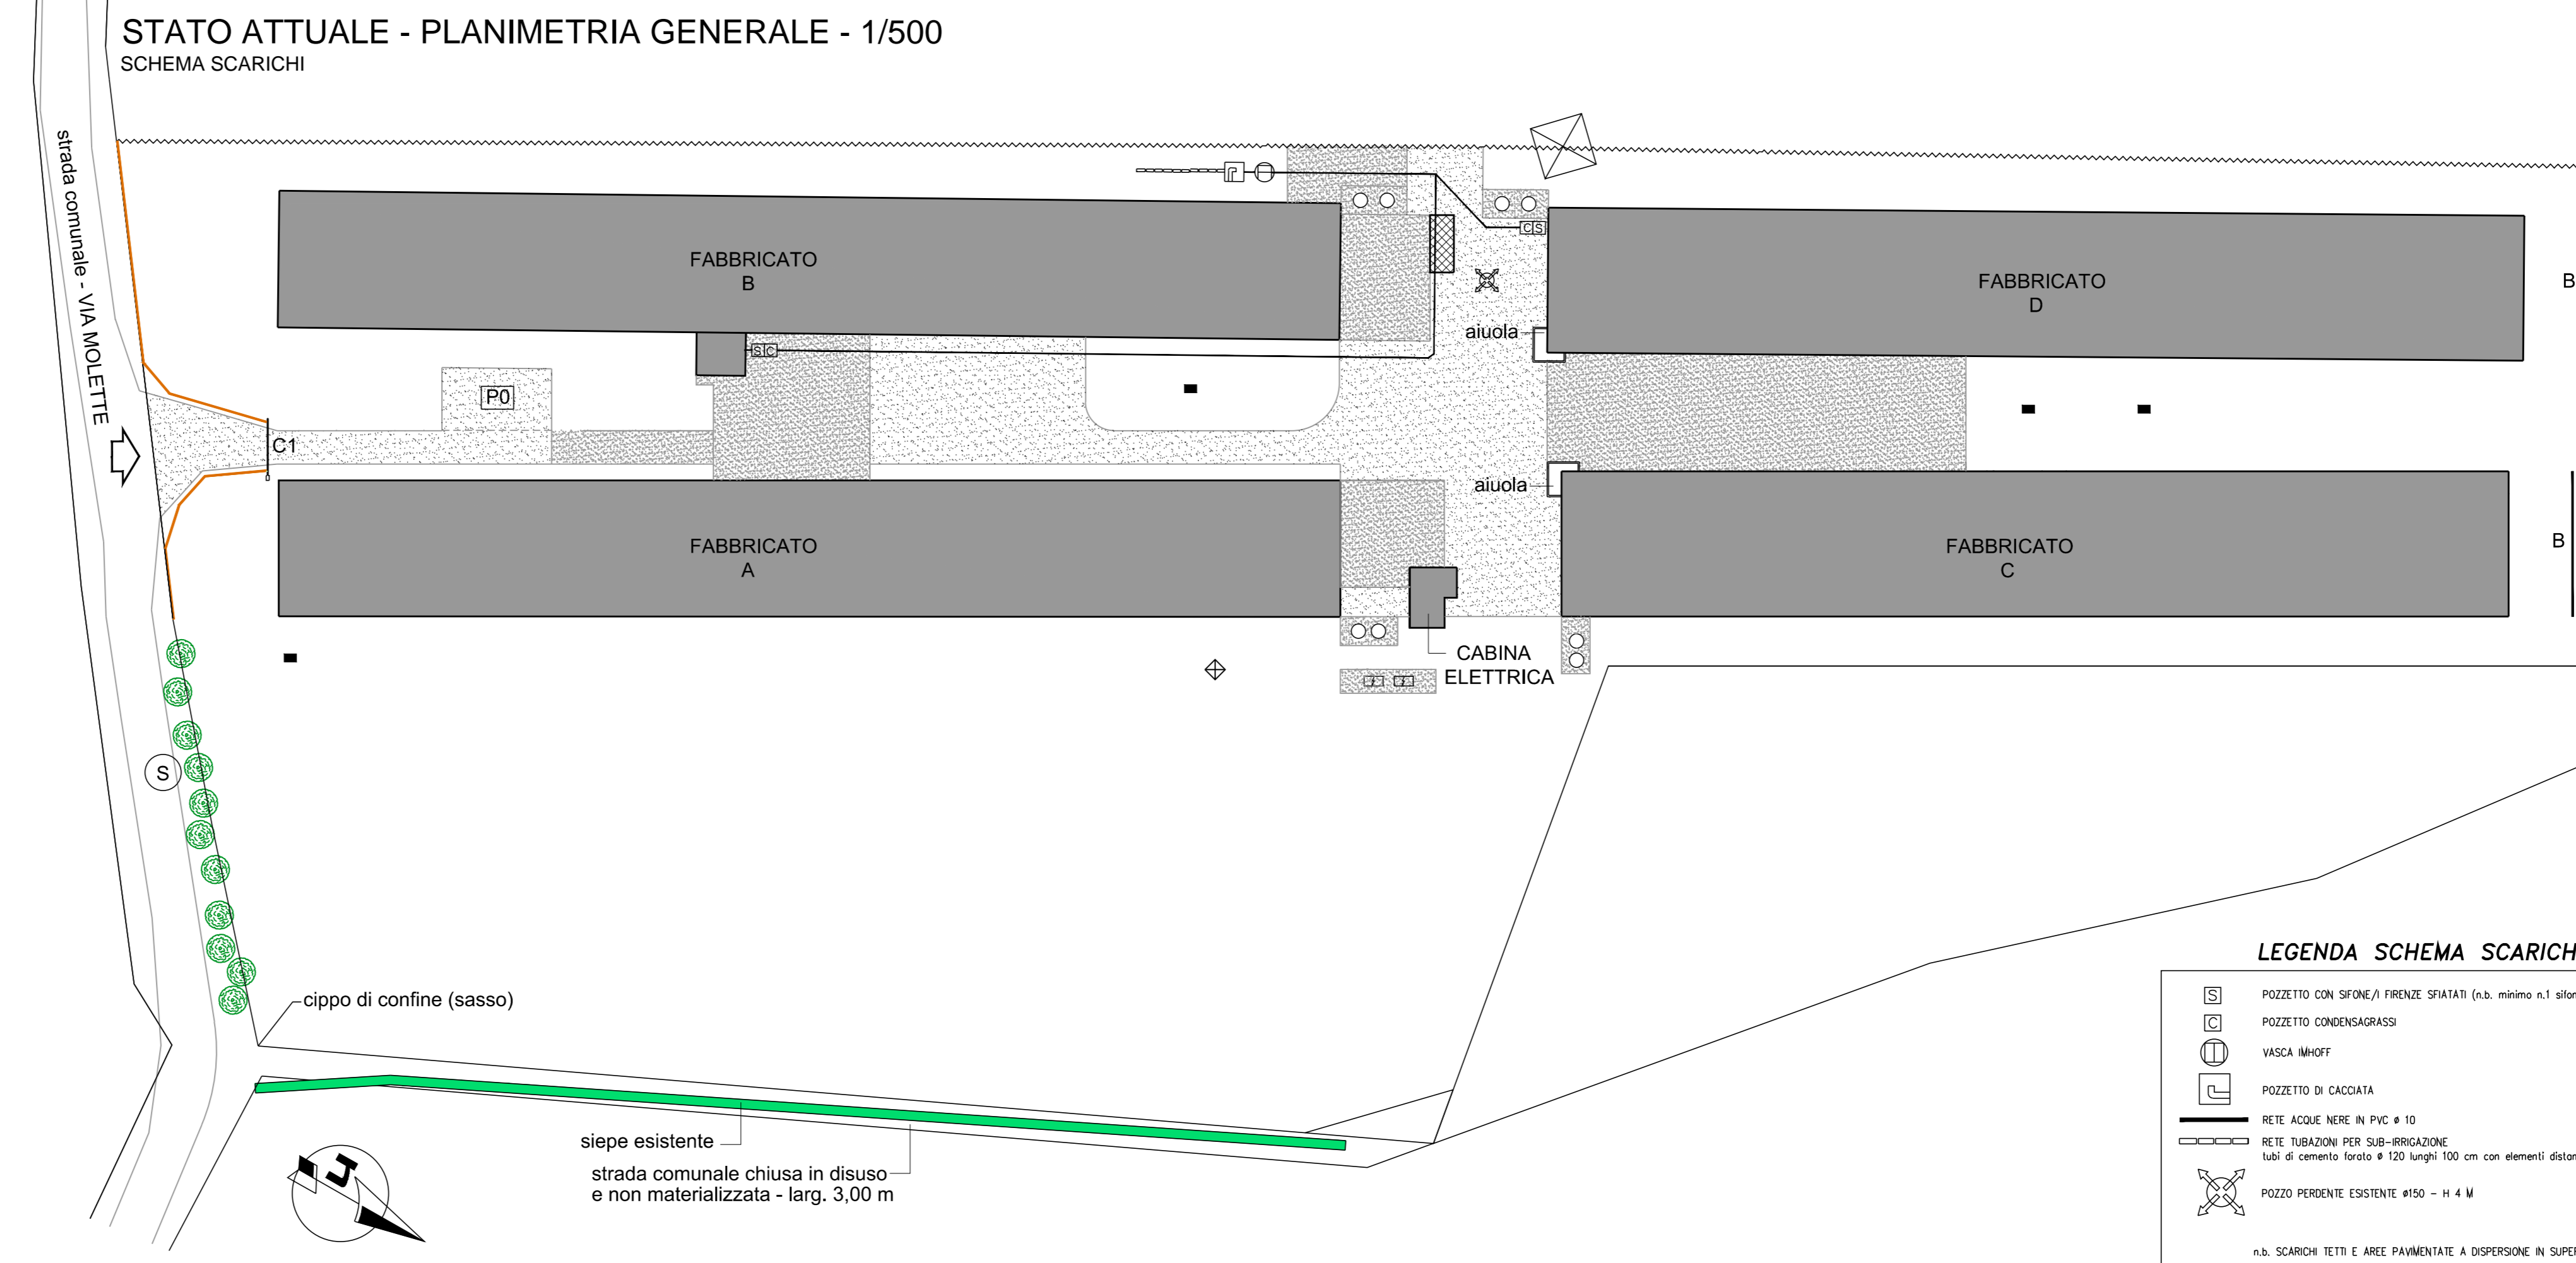 STATO ATTUALE - PLANIMETRIA GENERALE - 1/500
SCHEMA SCARICHI
strada comunale - VIA MOLETTE
FABBRICATO
B
FABBRICATO
D
B
C S
aiuola
S C
P0
C1
aiuola
FABBRICATO
A
FABBRICATO
C
B
CABINA
ELETTRICA
S
cippo di confine (sasso)
siepe esistente
strada comunale chiusa in disuso
e non materializzata - larg. 3,00 m
LEGENDA SCHEMA SCARICH
S POZZETTO CON SIFONE/I FIRENZE SFIATATI (n.b. minimo n.1 sifon
C POZZETTO CONDENSAGRASSI
VASCA IMHOFF
POZZETTO DI CACCIATA
RETE ACQUE NERE IN PVC ø 10
RETE TUBAZIONI PER SUB-IRRIGAZIONE
tubi di cemento forato ø 120 lunghi 100 cm con elementi distan
POZZO PERDENTE ESISTENTE ø150 - H 4 M
n.b. SCARICHI TETTI E AREE PAVIMENTATE A DISPERSIONE IN SUPER